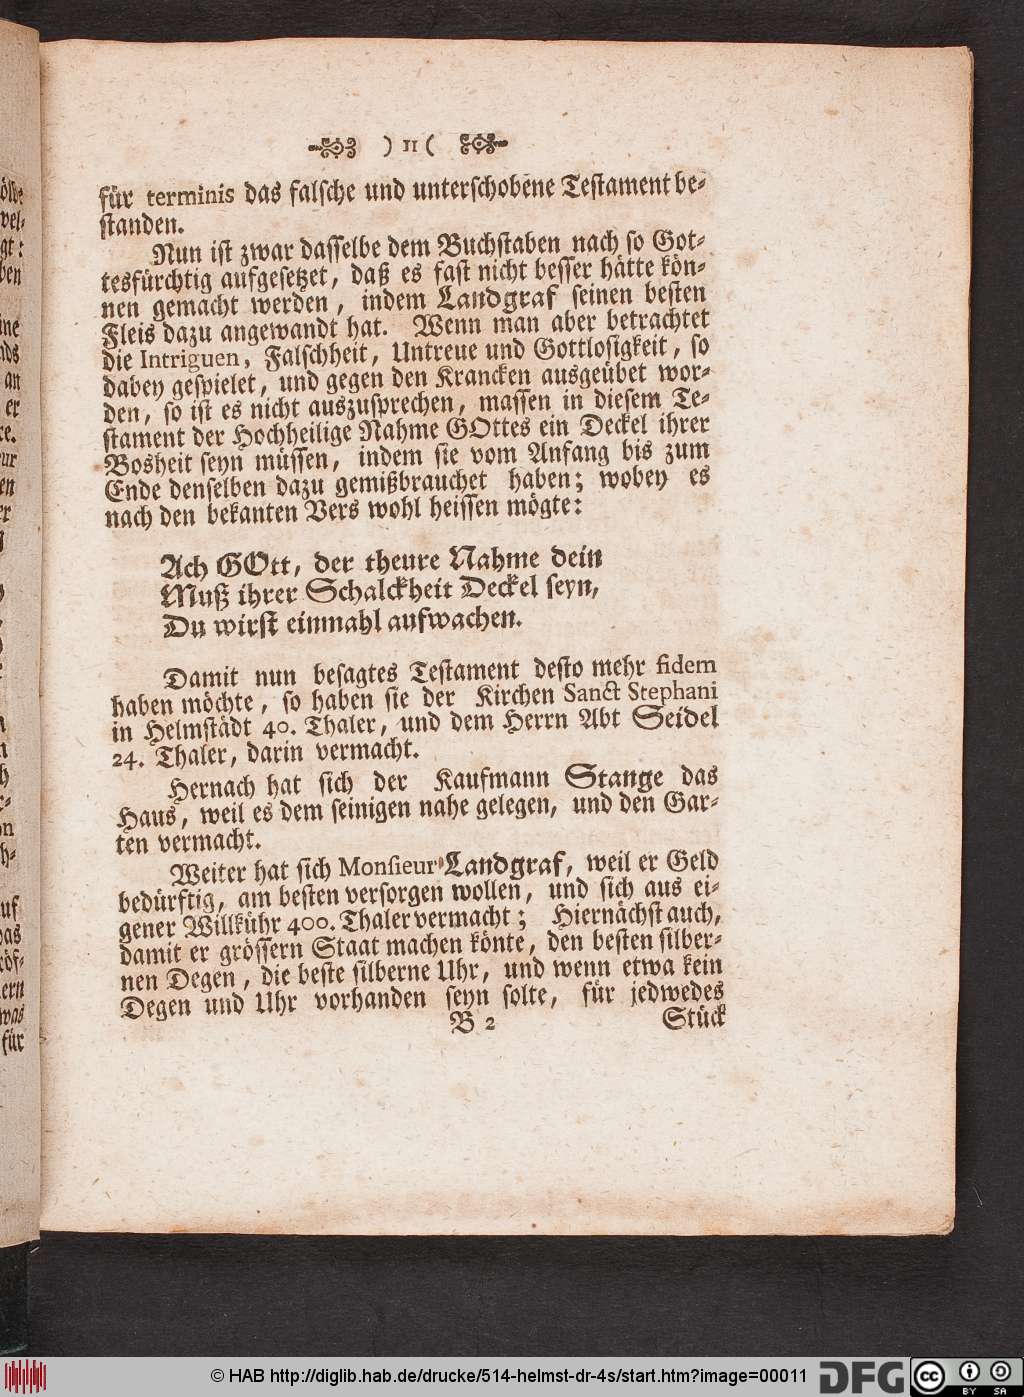 ) 11 (
für terminis das falsche und unterschobene Testament be-
standen.
Nun ist zwar dasselbe dem Buchstaben nach so Got-
tesfürchtig aufgesetzet, daß es fast nicht besser hätte kön-
nen gemacht werden, indem Landgraf seinen besten
Fleis dazu angewandt hat. Wenn man aber betrachtet
die Intriguen, Falschheit, Untreue und Gottlosigkeit, so
dabey gespielet, und gegen den Krancken ausgeübet wor-
den, so ist es nicht auszusprechen, massen in diesem Te-
stament der Hochheilige Nahme GOttes ein Deckel ihrer
Bosheit seyn müssen, indem sie vom Anfang bis zum
Ende denselben dazu gemißbrauchet haben; wobey es
nach den bekanten Vers wohl heissen mögte:
Ach GOtt, der theure Nahme dein
Muß ihrer Schalckheit Deckel seyn,
Du wirst einmahl aufwachen.
Damit nun besagtes Testament desto mehr fidem
haben möchte, so haben sie der Kirchen Sanct Stephani
in Helmstädt 40. Thaler, und dem Herrn Abt Seidel
24. Thaler, darin vermacht.
Hernach hat sich der Kaufmann Stange das
Haus, weil es dem seinigen nahe gelegen, und den Gar-
ten vermacht.
Weiter hat sich Monsieur Landgraf, weil er Geld
bedürftig, am besten versorgen wollen, und sich aus ei-
gener Willkühr 400. Thaler vermacht; Hiernächst auch,
damit er grössern Staat machen könte, den besten silber-
nen Degen, die beste silberne Uhr, und wenn etwa kein
Degen und Uhr vorhanden seyn solte, für jedwedes
B 2 Stück
© HAB http://diglib.hab.de/drucke/514-helmst-dr-4s/start.htm?image=00011
DFG
cc BY SA